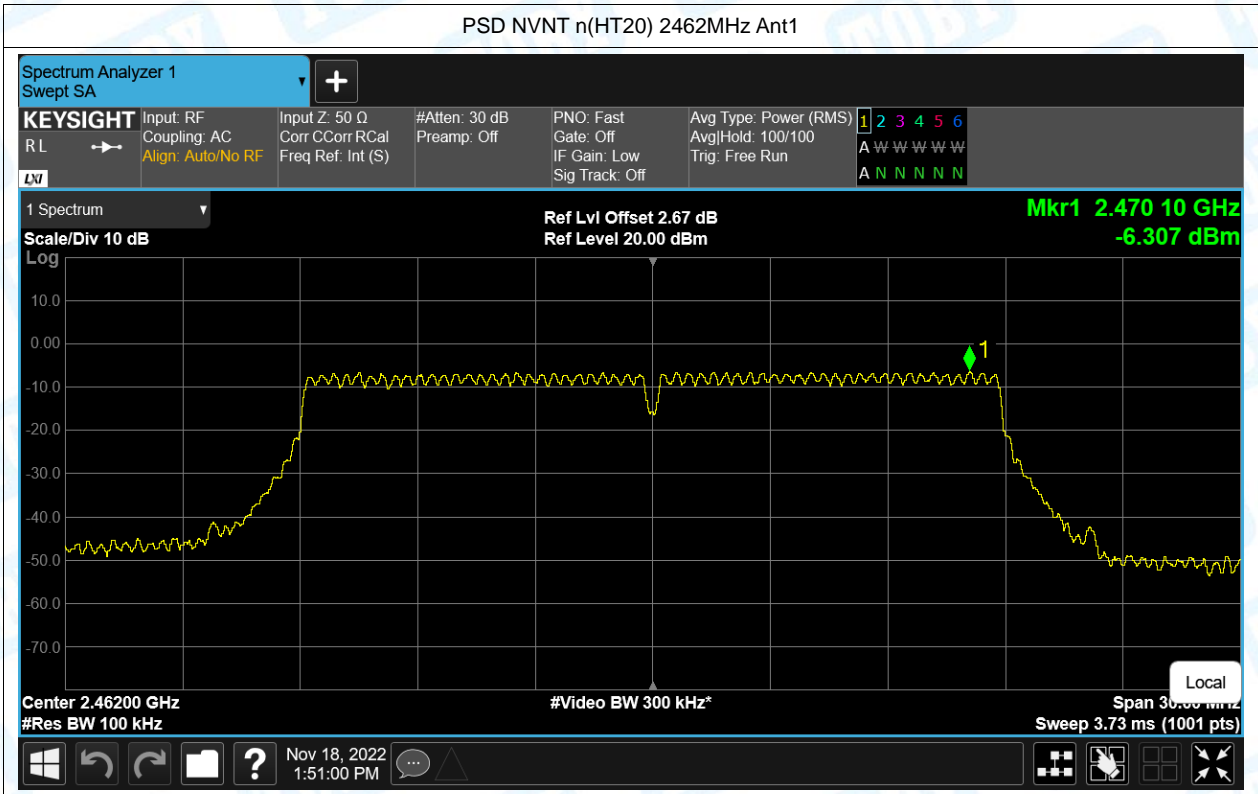 PSD NVNT n(HT20) 2462MHz Ant1
Spectrum Analyzer 1
Swept SA
+
KEYSIGHT
R L
LXI
Input: RF
Coupling: AC
Align: Auto/No RF
Input Z: 50 Ω
Corr CCorr RCal
Freq Ref: Int (S)
#Atten: 30 dB
Preamp: Off
PNO: Fast
Gate: Off
IF Gain: Low
Sig Track: Off
Avg Type: Power (RMS)
Avg|Hold: 100/100
Trig: Free Run
1 2 3 4 5 6
A W W W W W
A N N N N N
1 Spectrum
Scale/Div 10 dB
Log
Ref Lvl Offset 2.67 dB
Ref Level 20.00 dBm
Mkr1 2.470 10 GHz
-6.307 dBm
10.0
0.00
1
-10.0
-20.0
-30.0
-40.0
-50.0
-60.0
-70.0
Local
Center 2.46200 GHz
#Res BW 100 kHz
#Video BW 300 kHz*
Span 30.00 MHz
Sweep 3.73 ms (1001 pts)
?
Nov 18, 2022
1:51:00 PM